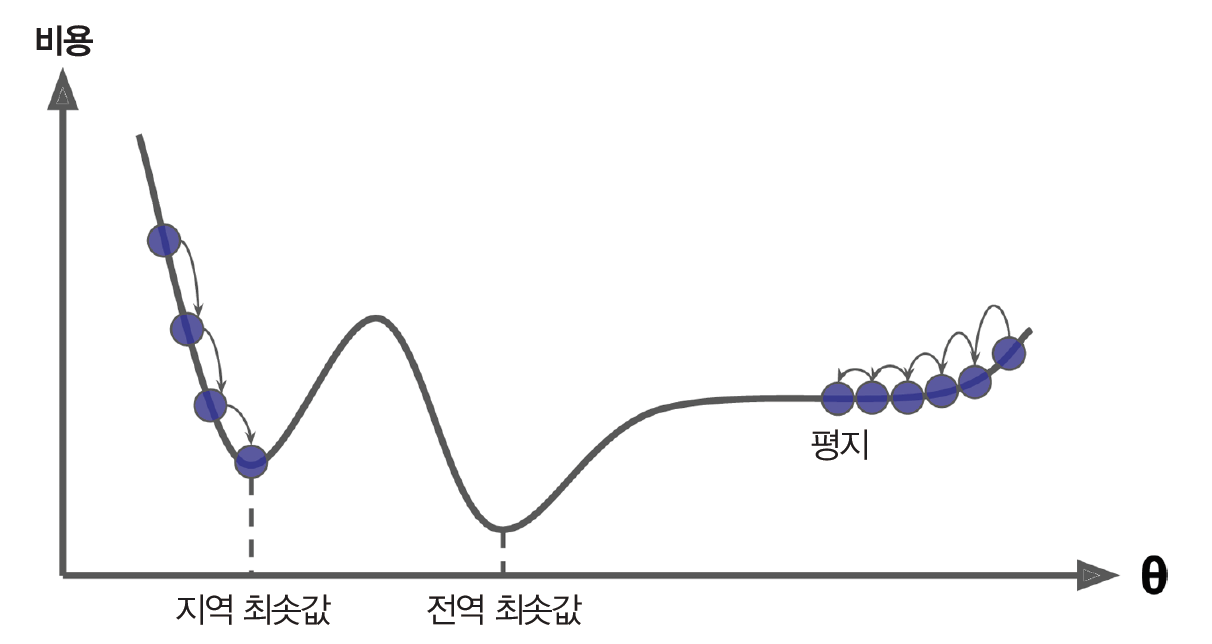 비용
평지
θ
지역 최솟값
전역 최솟값